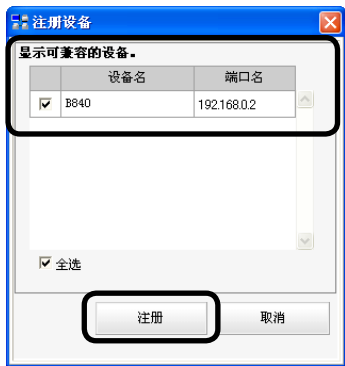 注册设备
显示可兼容的设备。
设备名 端口名
B840 192.168.0.2
全选
注册 取消